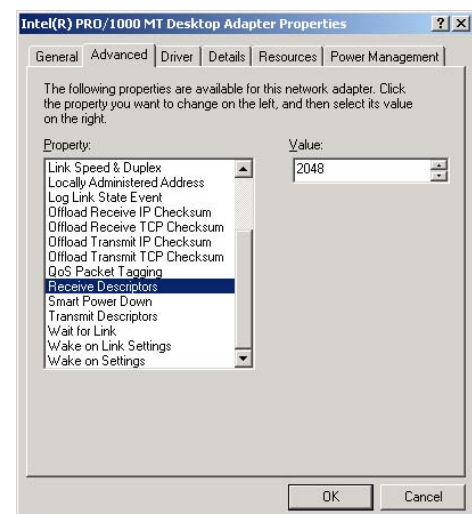 Intel(R) PRO/1000 MT Desktop Adapter Properties
General Advanced Driver Details Resources Power Management
The following properties are available for this network adapter. Click
the property you want to change on the left, and then select its value
on the right.
Property:
Value:
Link Speed & Duplex
Locally Administered Address
Log Link State Event
Offload Receive IP Checksum
Offload Receive TCP Checksum
Offload Transmit IP Checksum
Offload Transmit TCP Checksum
QoS Packet Tagging
Receive Descriptors
Smart Power Down
Transmit Descriptors
Wait for Link
Wake on Link Settings
Wake on Settings
2048
OK Cancel